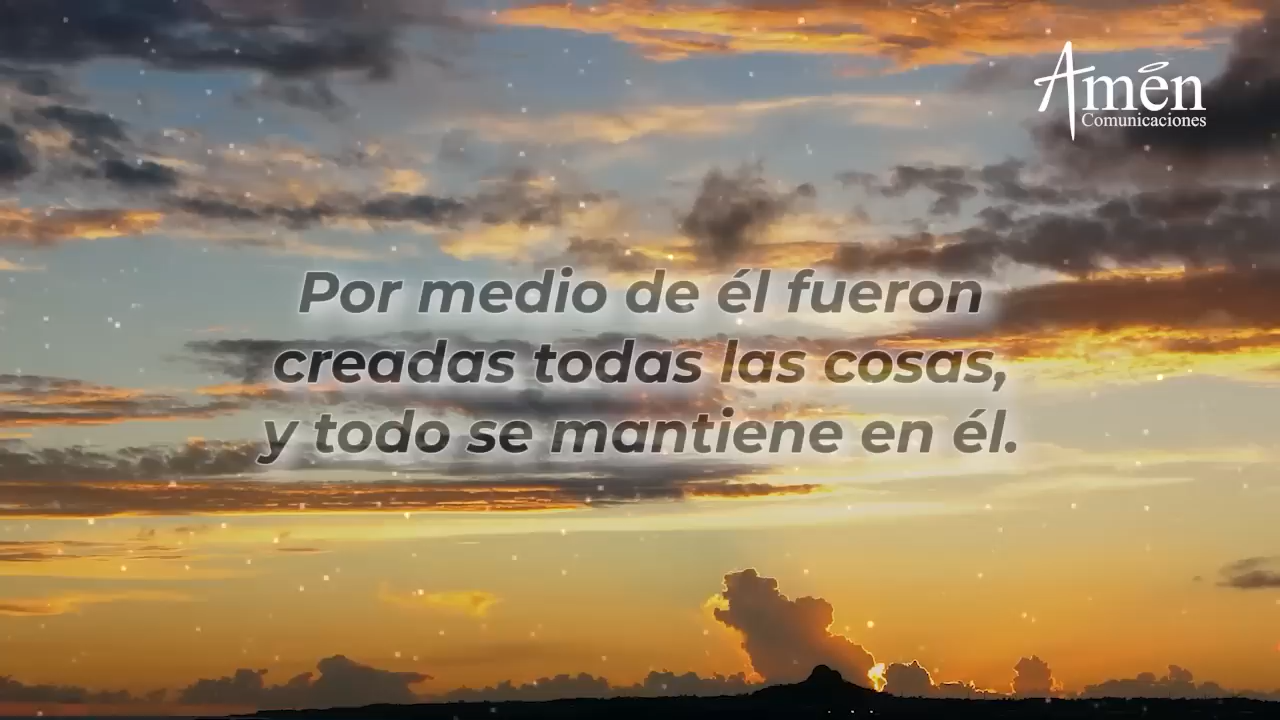 Amén
Comunicaciones
Por medio de él fueron
creadas todas las cosas,
y todo se mantiene en él.